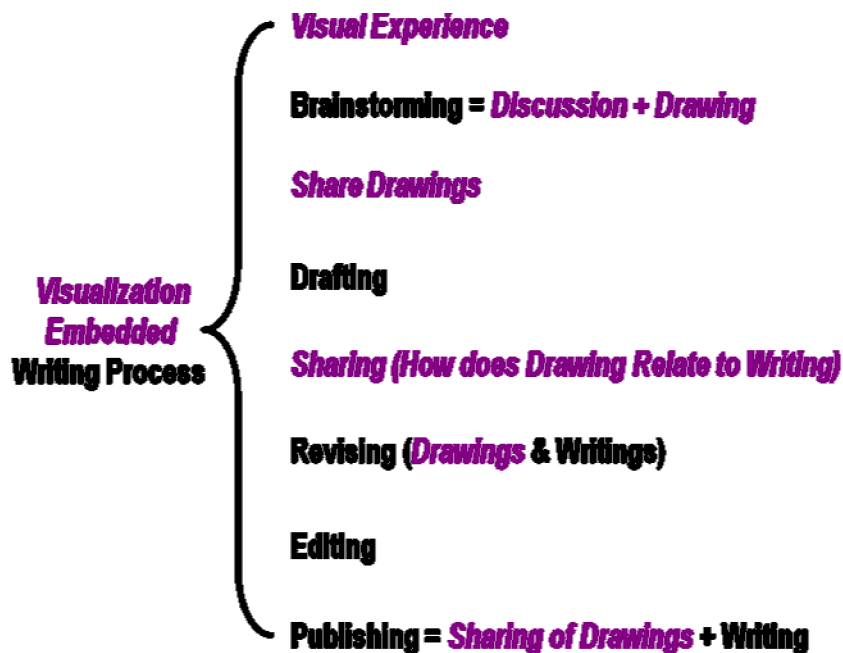 Visual Experience
Brainstorming = Discussion + Drawing
Share Drawings
Drafting
Visualization
Embedded
Writing Process
Sharing (How does Drawing Relate to Writing)
Revising (Drawings & Writings)
Editing
Publishing = Sharing of Drawings + Writing